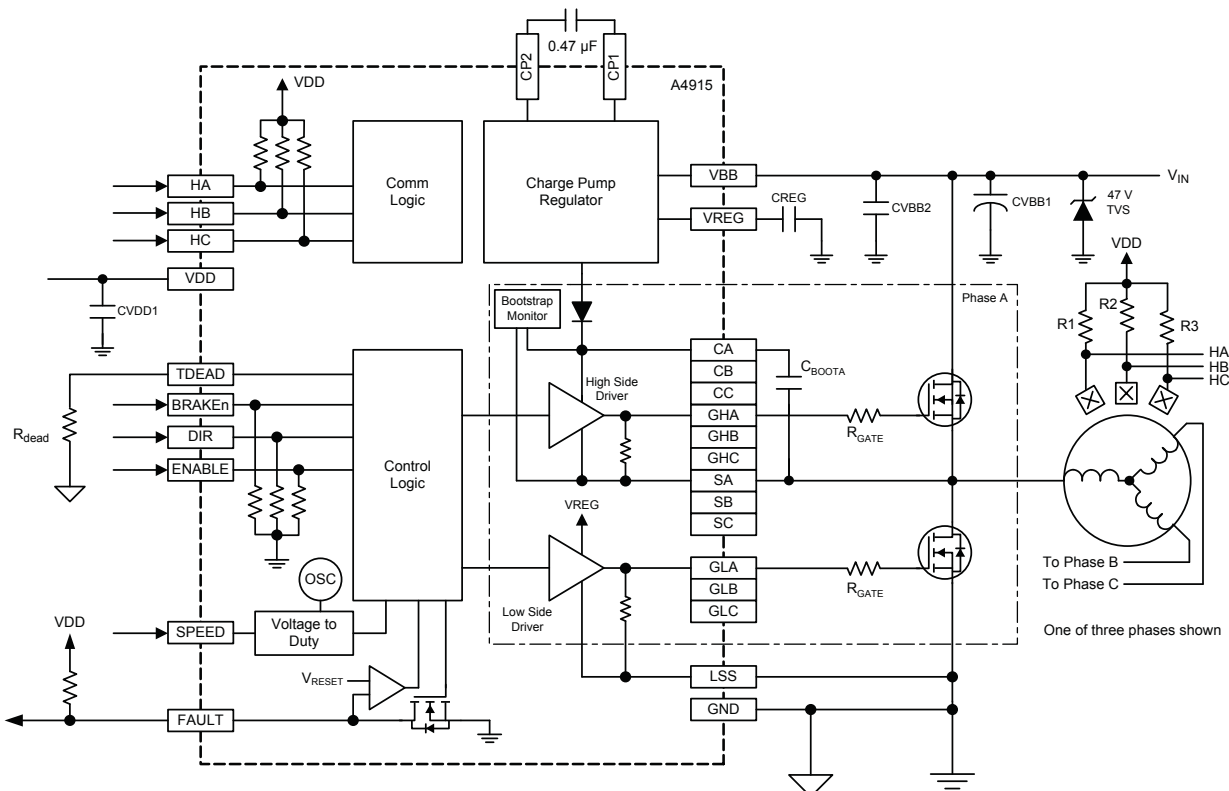 0.47 µF
CP2
CP1
A4915
VDD
HA
HB
HC
VDD
CVDD1
Comm
Logic
Charge Pump
Regulator
VBB
VREG
CREG
CVBB2
CVBB1
47 V
TVS
VIN
VDD
R1
R2
R3
HA
HB
HC
Phase A
Bootstrap
Monitor
CA
CB
CC
GHA
GHB
GHC
SA
SB
SC
CBOOTA
High Side
Driver
RGATE
TDEAD
BRAKEn
DIR
ENABLE
Rdead
Control
Logic
VREG
Low Side
Driver
GLA
GLB
GLC
RGATE
To Phase B
To Phase C
One of three phases shown
OSC
Voltage to
Duty
SPEED
VDD
VRESET
FAULT
LSS
GND